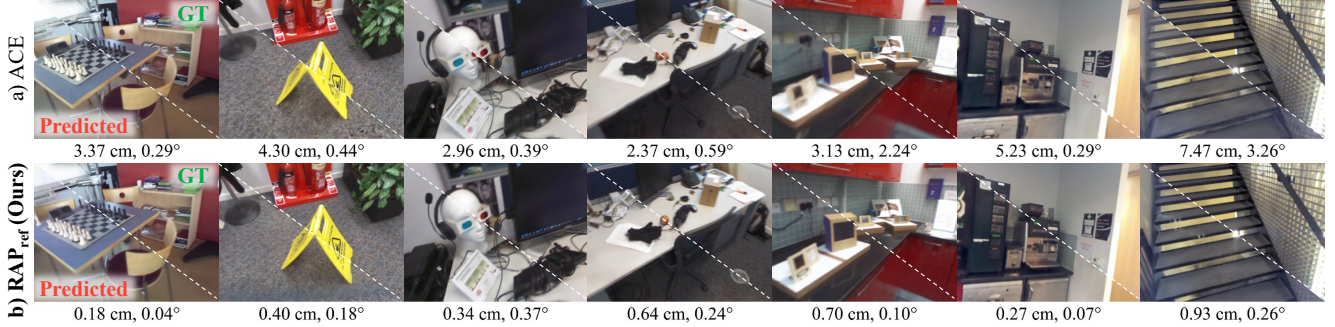 a) ACE
GT
Predicted
3.37 cm, 0.29° 4.30 cm, 0.44° 2.96 cm, 0.39° 2.37 cm, 0.59° 3.13 cm, 2.24° 5.23 cm, 0.29° 7.47 cm, 3.26°
b) RAPref (Ours)
GT
Predicted
0.18 cm, 0.04° 0.40 cm, 0.18° 0.34 cm, 0.37° 0.64 cm, 0.24° 0.70 cm, 0.10° 0.27 cm, 0.07° 0.93 cm, 0.26°